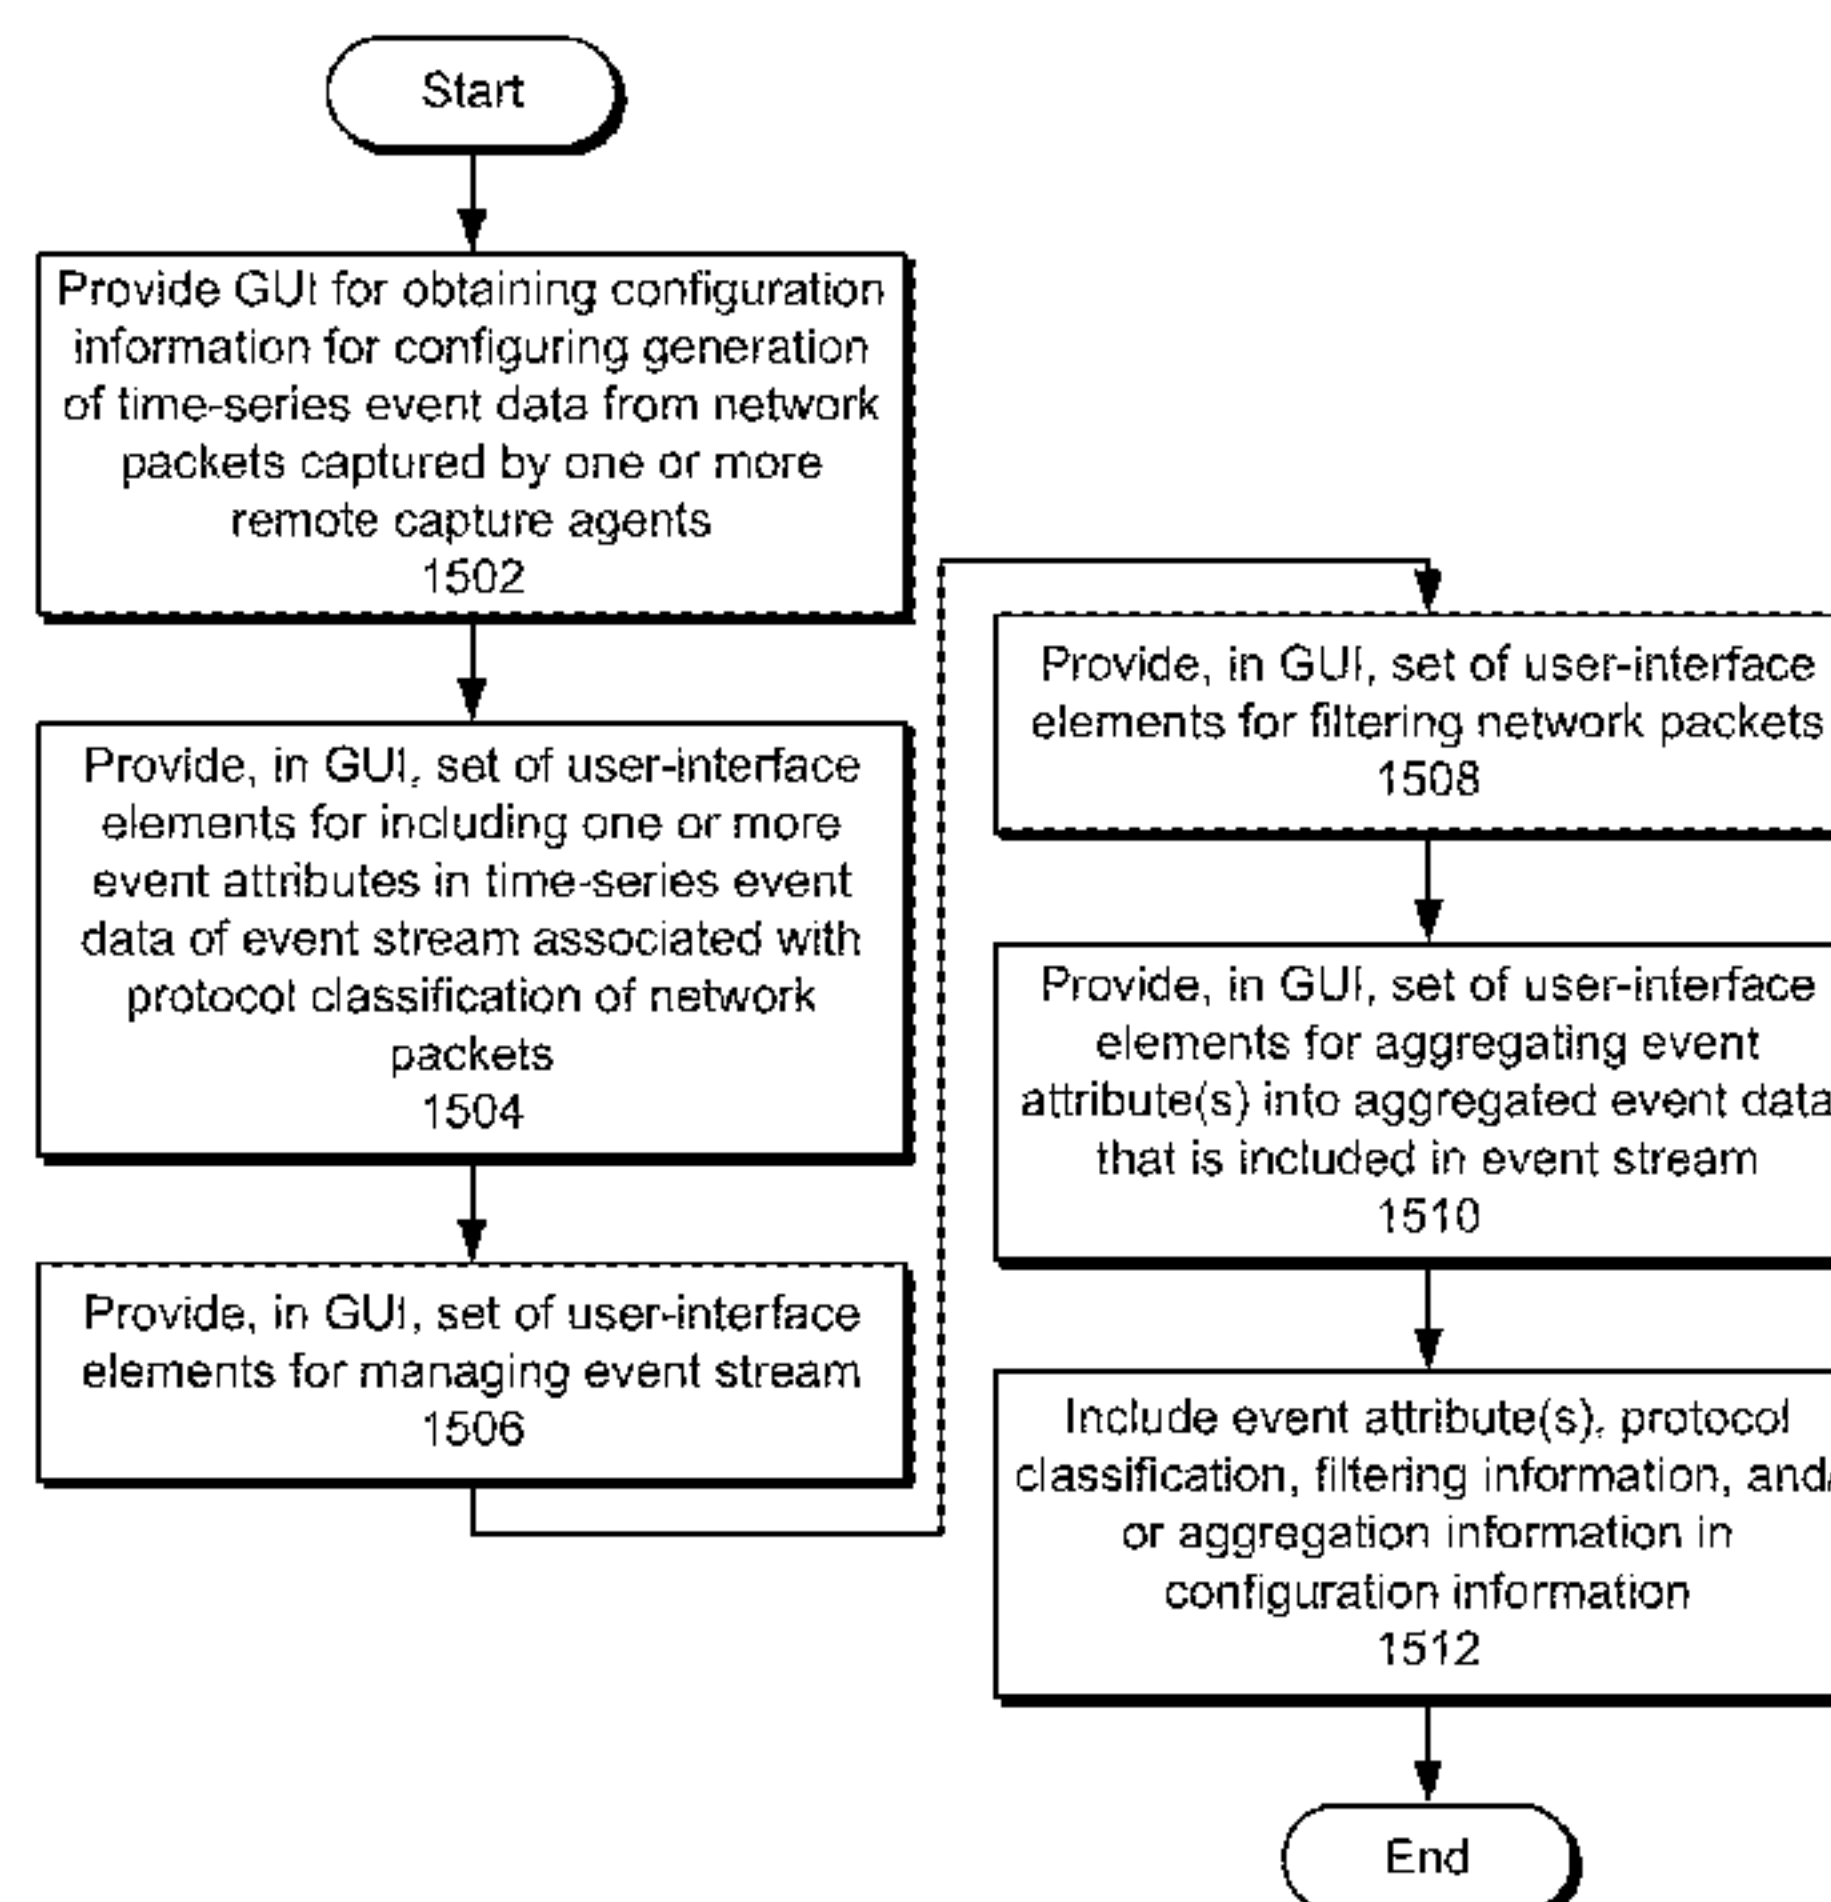 Start
Provide GUI for obtaining configuration
information for configuring generation
of time-series event data from network
packets captured by one or more
remote capture agents
1502
Provide, in GUI, set of user-interface
elements for including one or more
event attributes in time-series event
data of event stream associated with
protocol classification of network
packets
1504
Provide, in GUI, set of user-interface
elements for managing event stream
1506
Provide, in GUI, set of user-interface
elements for filtering network packets
1508
Provide, in GUI, set of user-interface
elements for aggregating event
attribute(s) into aggregated event data
that is included in event stream
1510
Include event attribute(s), protocol
classification, filtering information, and/
or aggregation information in
configuration information
1512
End